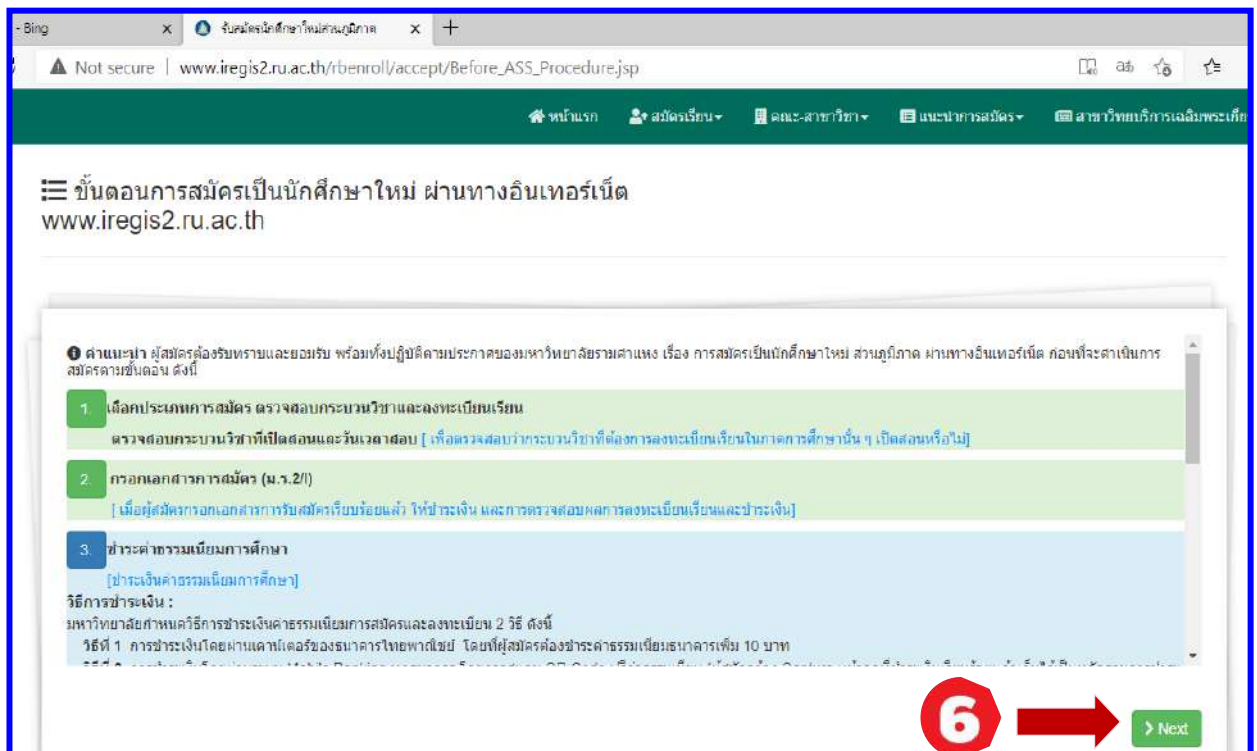 - Bing
รับสมัครนักศึกษาใหม่ส่วนภูมิภาค
Not secure | www.iregis2.ru.ac.th/rbenroll/accept/Before_ASS_Procedure.jsp
หน้าแรก สมัครเรียน คณะ-สาขาวิชา แนะนำการสมัคร สาขาวิทยบริการเฉลิมพระเกีย
ขั้นตอนการสมัครเป็นนักศึกษาใหม่ ผ่านทางอินเทอร์เน็ต
www.iregis2.ru.ac.th
คำแนะนำ ผู้สมัครต้องรับทราบและยอมรับ พร้อมทั้งปฏิบัติตามประกาศของมหาวิทยาลัยรามคำแหง เรื่อง การสมัครเป็นนักศึกษาใหม่ ส่วนภูมิภาค ผ่านทางอินเทอร์เน็ต ก่อนที่จะดำเนินการ
สมัครตามขั้นตอน ดังนี้
1. เลือกประเภทการสมัคร ตรวจสอบกระบวนวิชาและลงทะเบียนเรียน
ตรวจสอบกระบวนวิชาที่เปิดสอนและวันเวลาสอบ [ เพื่อตรวจสอบว่ากระบวนวิชาที่ต้องการลงทะเบียนเรียนในภาคการศึกษานั้น ๆ เปิดสอนหรือไม่]
2. กรอกเอกสารการสมัคร (ม.ร.2/l)
[ เมื่อผู้สมัครกรอกเอกสารการรับสมัครเรียบร้อยแล้ว ให้ชำระเงิน และการตรวจสอบผลการลงทะเบียนเรียนและชำระเงิน]
3. ชำระค่าธรรมเนียมการศึกษา
[ชำระเงินค่าธรรมเนียมการศึกษา]
วิธีการชำระเงิน :
มหาวิทยาลัยกำหนดวิธีการชำระเงินค่าธรรมเนียมการสมัครและลงทะเบียน 2 วิธี ดังนี้
วิธีที่ 1 การชำระเงินโดยผ่านเคาน์เตอร์ของธนาคารไทยพาณิชย์ โดยที่ผู้สมัครต้องชำระค่าธรรมเนียมธนาคารเพิ่ม 10 บาท
6
Next